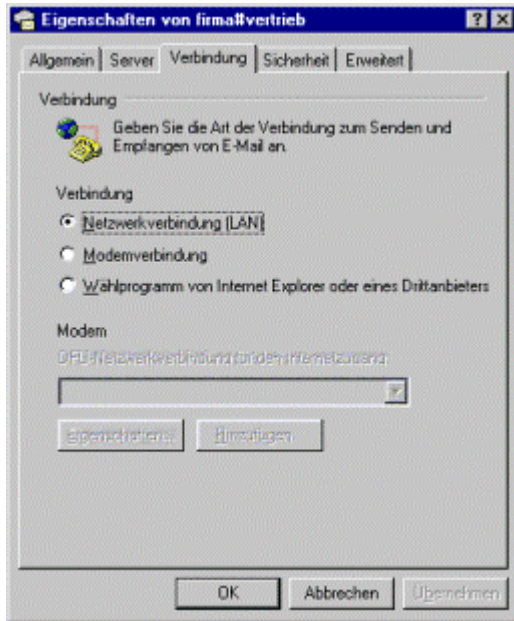 Eigenschaften von firma#vertrieb
Allgemein Server Verbindung Sicherheit Erweitert
Verbindung
Geben Sie die Art der Verbindung zum Senden und
Empfangen von E-Mail an.
Verbindung
Netzwerkverbindung (LAN)
Modemverbindung
Wählprogramm von Internet Explorer oder eines Drittanbieters
Modem
DFÜ-Netzwerkverbindung für den Internetzugang:
Eigenschaften
Hinzufügen
OK Abbrechen Übernehmen